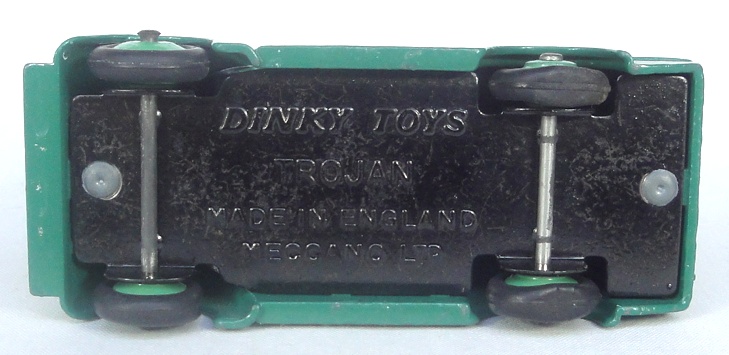 DINKY TOYS
TROJAN
MADE IN ENGLAND
MECCANO LTD